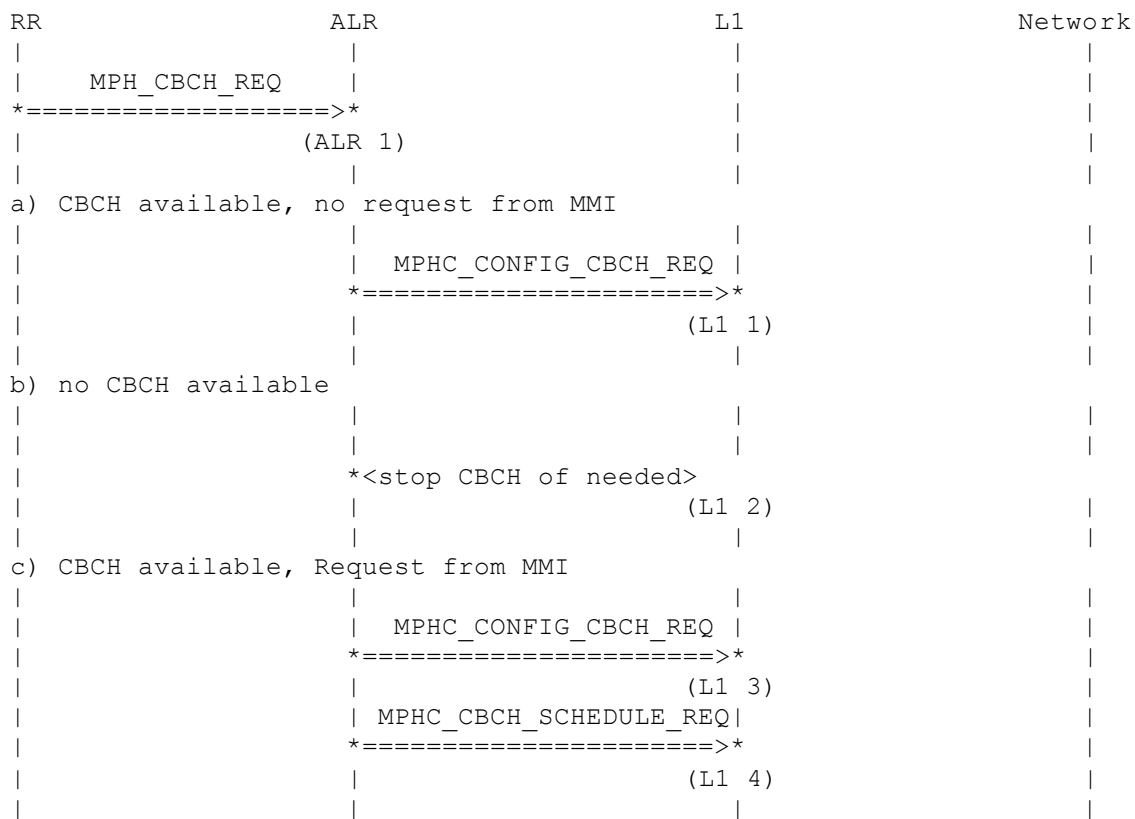 RR                  ALR                    L1                 Network
|                    |                       |                     |
|    MPH_CBCH_REQ    |                       |                     |
*===================>*                       |                     |
|                 (ALR 1)                    |                     |
|                    |                       |                     |
a) CBCH available, no request from MMI
|                    |                       |                     |
|                    |  MPHC_CONFIG_CBCH_REQ |                     |
|                    *======================>*                     |
|                    |                    (L1 1)                   |
|                    |                       |                     |
b) no CBCH available
|                    |                       |                     |
|                    |                       |                     |
|                    *<stop CBCH of needed>
|                    |                    (L1 2)                   |
|                    |                       |                     |
c) CBCH available, Request from MMI
|                    |                       |                     |
|                    |  MPHC_CONFIG_CBCH_REQ |                     |
|                    *======================>*                     |
|                    |                    (L1 3)                   |
|                    | MPHC_CBCH_SCHEDULE_REQ|                     |
|                    *======================>*                     |
|                    |                    (L1 4)                   |
|                    |                       |                     |